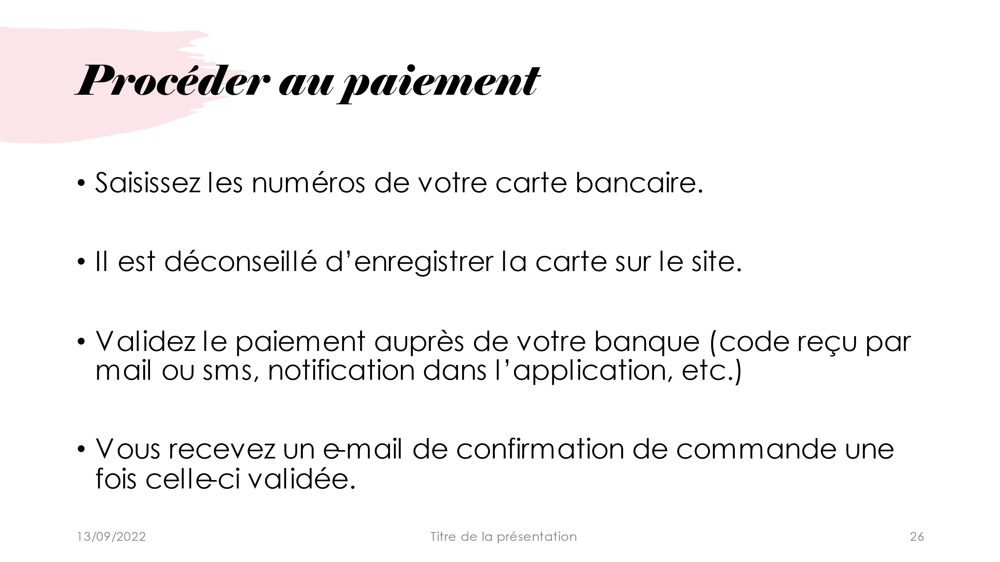 Procéder au paiement
• Saisissez les numéros de votre carte bancaire.
• Il est déconseillé d’enregistrer la carte sur le site.
• Validez le paiement auprès de votre banque (code reçu par
mail ou sms, notification dans l’application, etc.)
• Vous recevez un e-mail de confirmation de commande une
fois celle-ci validée.
13/09/2022
Titre de la présentation
26